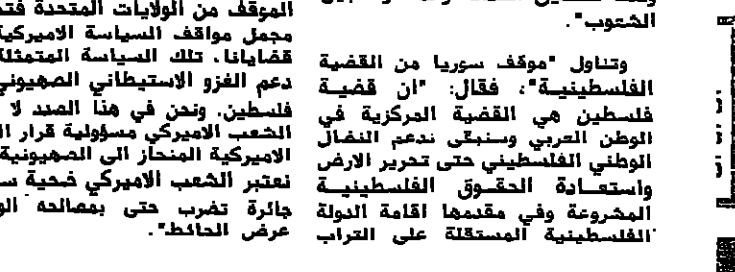 الشعوب".
وتناول "موقف سوريا من القضية
الفلسطينية"، فقال: "ان قضية
فلسطين هي القضية المركزية في
الوطن العربي وسنبقى ندعم النضال
الوطني الفلسطيني حتى تحرير الارض
واستعادة الحقوق الفلسطينية
المشروعة وفي مقدمها اقامة الدولة
الفلسطينية المستقلة على التراب
الموقف من الولايات المتحدة
مجمل مواقف السياسة الاميركية
قضايانا، تلك السياسة المتمثلة
دعم الغزو الاستيطاني الصهيوني
فلسطين. ونحن في هذا الصدد لا
الشعب الاميركي مسؤولية قرار
الاميركية المنحاز الى الصهيونية
نعتبر الشعب الاميركي ضحية
جائرة تضرب حتى بمصالحه
عرض الحائط".